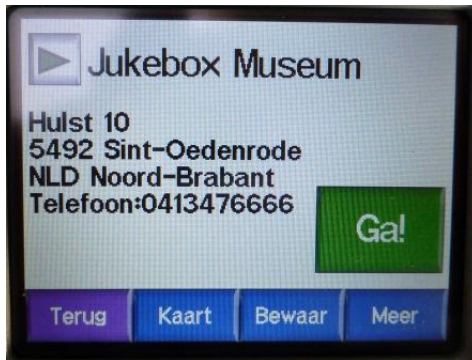 Jukebox Museum
Hulst 10
5492 Sint-Oedenrode
NLD Noord-Brabant
Telefoon:0413476666
Ga!
Terug Kaart Bewaar Meer